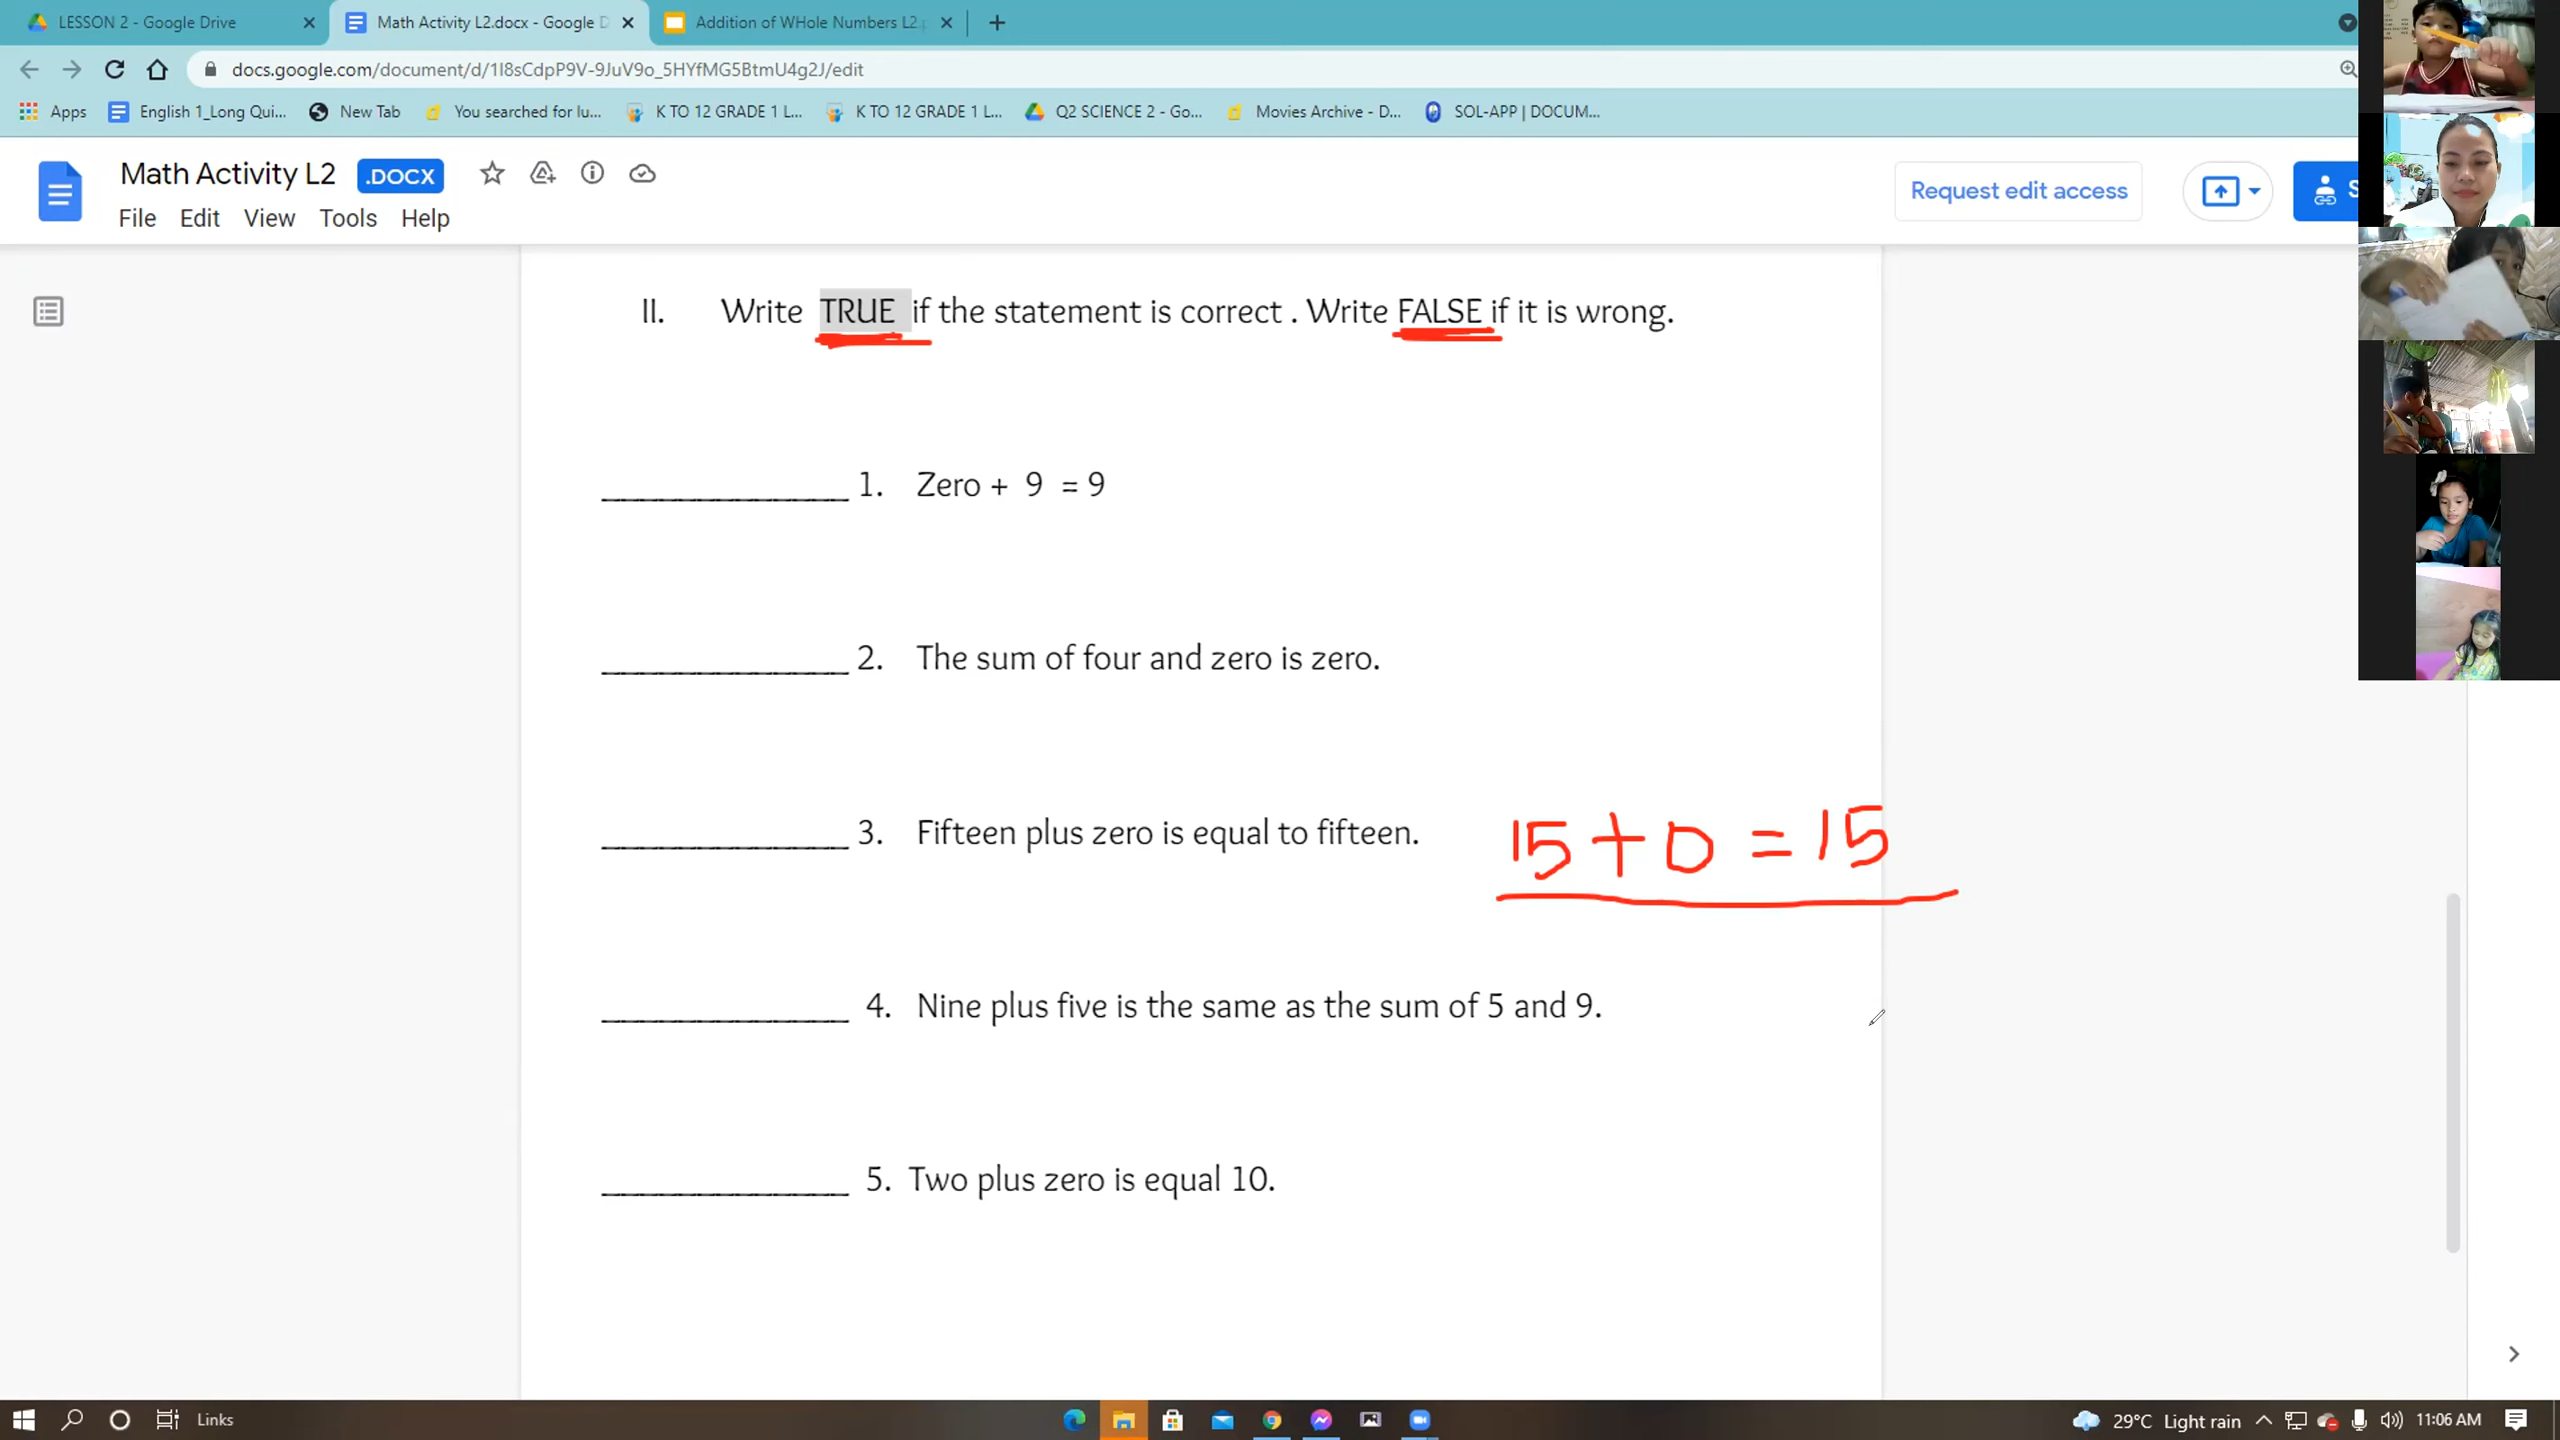 LESSON 2 - Google Drive
Math Activity L2.docx - Google D
Addition of WHole Numbers L2.p
docs.google.com/document/d/1I8sCdpP9V-9JuV9o_5HYfMG5BtmU4g2J/edit
Apps
English 1_Long Qui...
New Tab
You searched for lu...
K TO 12 GRADE 1 L...
K TO 12 GRADE 1 L...
Q2 SCIENCE 2 - Go...
Movies Archive - D...
SOL-APP | DOCUM...
Math Activity L2 .DOCX
Request edit access
S
File Edit View Tools Help
II. Write TRUE if the statement is correct . Write FALSE if it is wrong.
______________ 1. Zero + 9 = 9
______________ 2. The sum of four and zero is zero.
______________ 3. Fifteen plus zero is equal to fifteen.
15 + 0 = 15
______________ 4. Nine plus five is the same as the sum of 5 and 9.
______________ 5. Two plus zero is equal 10.
Links
29°C Light rain
11:06 AM